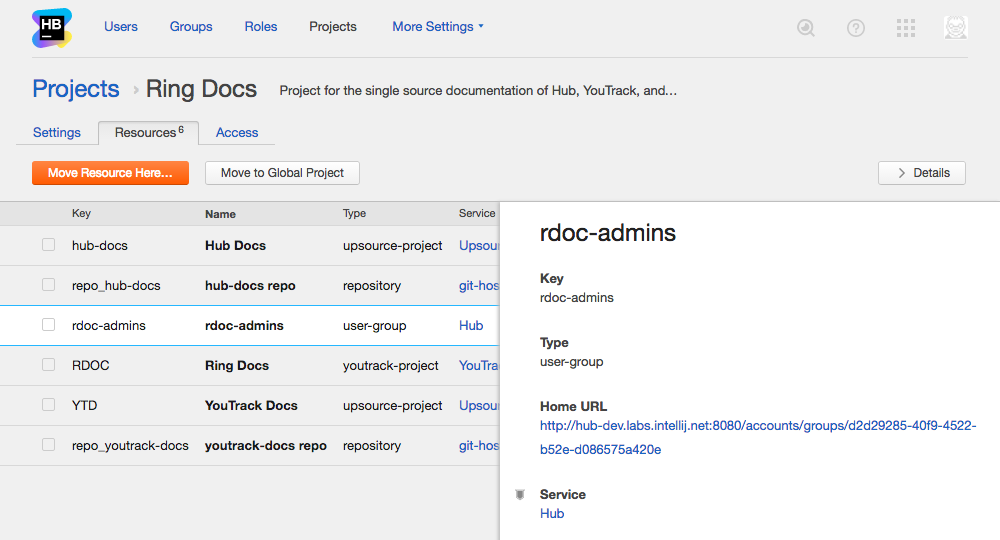 HB Users Groups Roles Projects More Settings
Projects › Ring Docs Project for the single source documentation of Hub, YouTrack, and…
Settings Resources 6 Access
Move Resource Here… Move to Global Project Details
Key Name Type Service
hub-docs Hub Docs upsource-project Upsou
repo_hub-docs hub-docs repo repository git-hos
rdoc-admins rdoc-admins user-group Hub
RDOC Ring Docs youtrack-project YouTra
YTD YouTrack Docs upsource-project Upsou
repo_youtrack-docs youtrack-docs repo repository git-hos
rdoc-admins
Key
rdoc-admins
Type
user-group
Home URL
http://hub-dev.labs.intellij.net:8080/accounts/groups/d2d29285-40f9-4522-
b52e-d086575a420e
Service
Hub